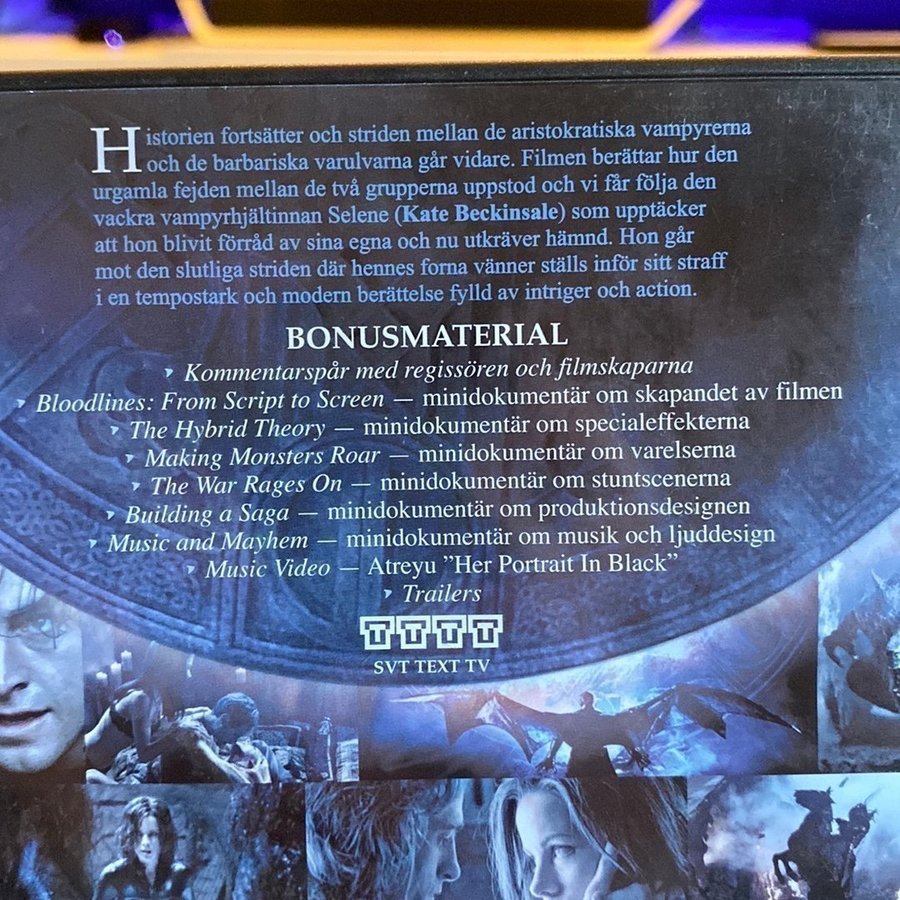 Historien fortsätter och striden mellan de aristokratiska vampyrerna
och de barbariska varulvarna går vidare. Filmen berättar hur den
urgamla fejden mellan de två grupperna uppstod och vi får följa den
vackra vampyrhjältinnan Selene (Kate Beckinsale) som upptäcker
att hon blivit förråd av sina egna och nu utkräver hämnd. Hon går
mot den slutliga striden där hennes forna vänner ställs inför sitt straff
i en tempostark och modern berättelse fylld av intriger och action.
BONUSMATERIAL
Kommentarspår med regissören och filmskaparna
Bloodlines: From Script to Screen — minidokumentär om skapandet av filmen
The Hybrid Theory — minidokumentär om specialeffekterna
Making Monsters Roar — minidokumentär om varelserna
The War Rages On — minidokumentär om stuntscenerna
Building a Saga — minidokumentär om produktionsdesignen
Music and Mayhem — minidokumentär om musik och ljuddesign
Music Video — Atreyu ”Her Portrait In Black”
Trailers
TTTT
SVT TEXT TV